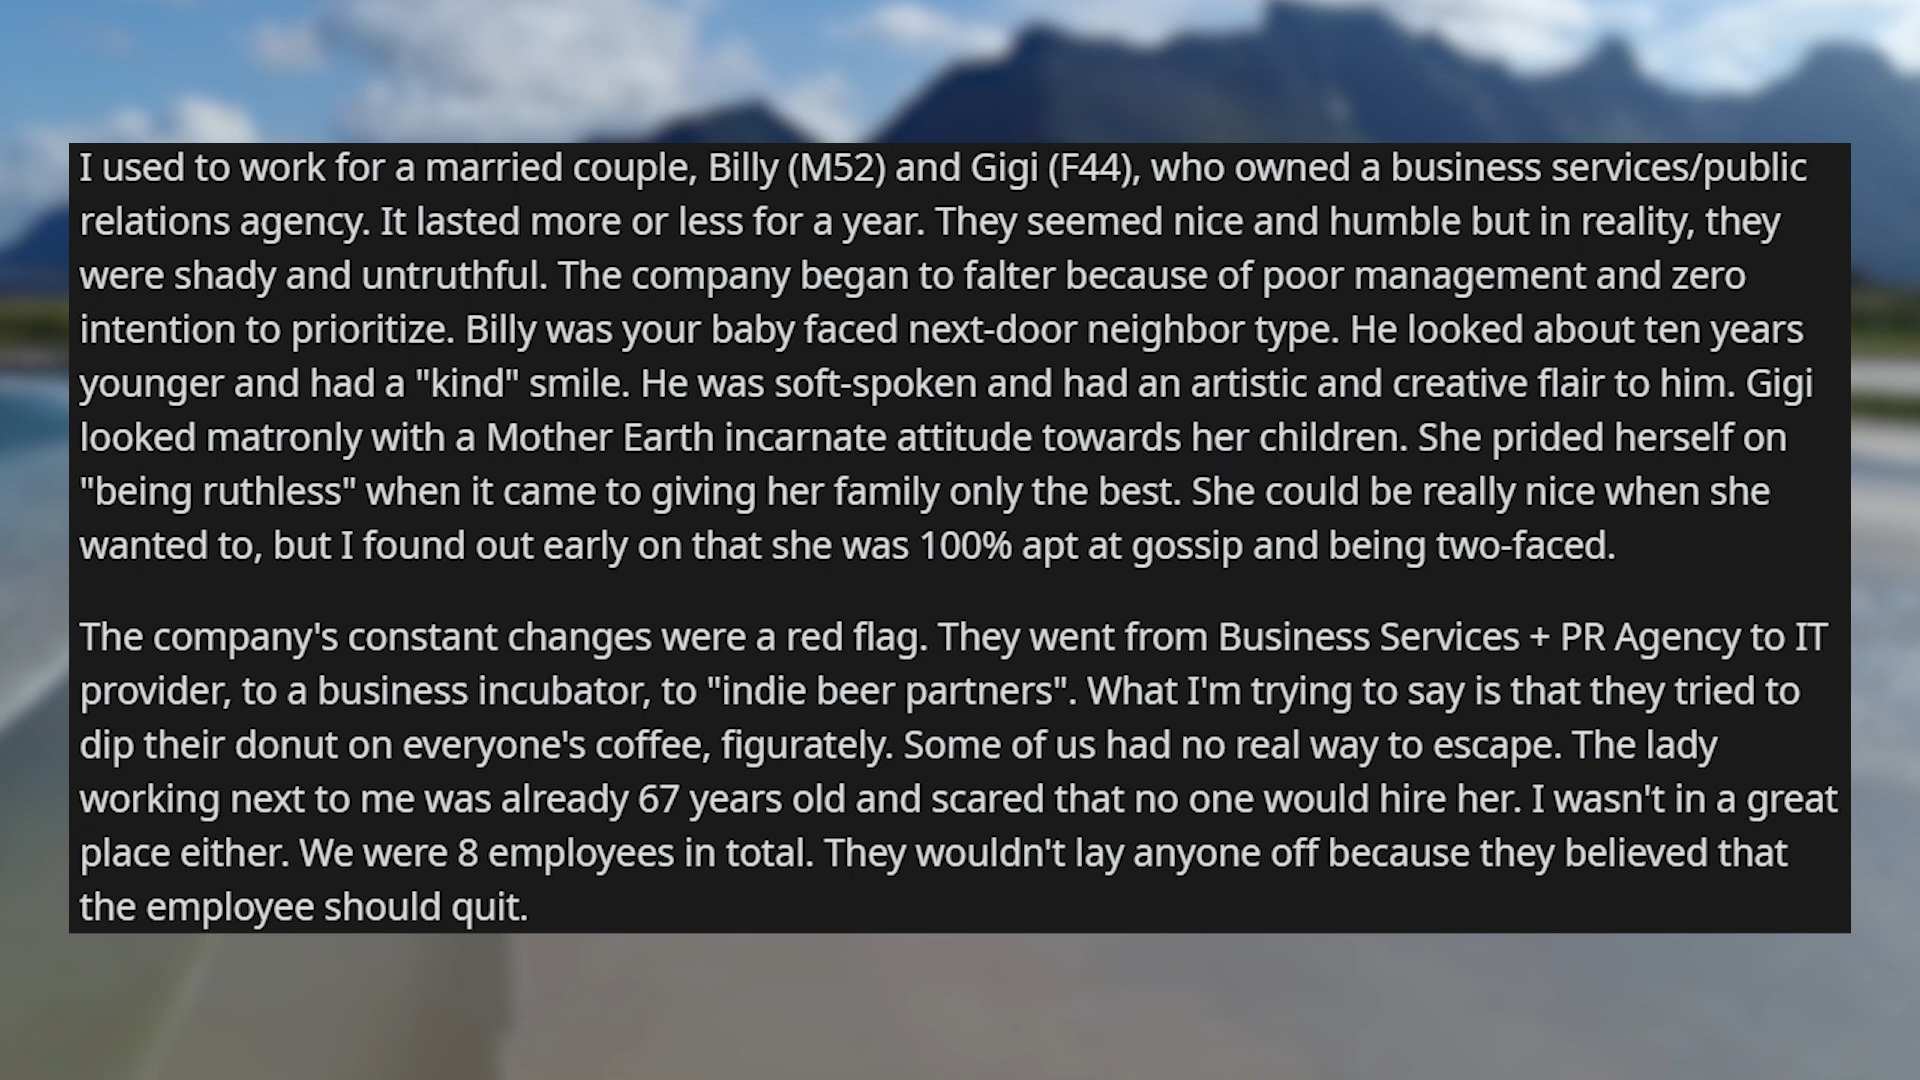 I used to work for a married couple, Billy (M52) and Gigi (F44), who owned a business services/public
relations agency. It lasted more or less for a year. They seemed nice and humble but in reality, they
were shady and untruthful. The company began to falter because of poor management and zero
intention to prioritize. Billy was your baby faced next-door neighbor type. He looked about ten years
younger and had a "kind" smile. He was soft-spoken and had an artistic and creative flair to him. Gigi
looked matronly with a Mother Earth incarnate attitude towards her children. She prided herself on
"being ruthless" when it came to giving her family only the best. She could be really nice when she
wanted to, but I found out early on that she was 100% apt at gossip and being two-faced.
The company's constant changes were a red flag. They went from Business Services + PR Agency to IT
provider, to a business incubator, to "indie beer partners". What I'm trying to say is that they tried to
dip their donut on everyone's coffee, figurately. Some of us had no real way to escape. The lady
working next to me was already 67 years old and scared that no one would hire her. I wasn't in a great
place either. We were 8 employees in total. They wouldn't lay anyone off because they believed that
the employee should quit.